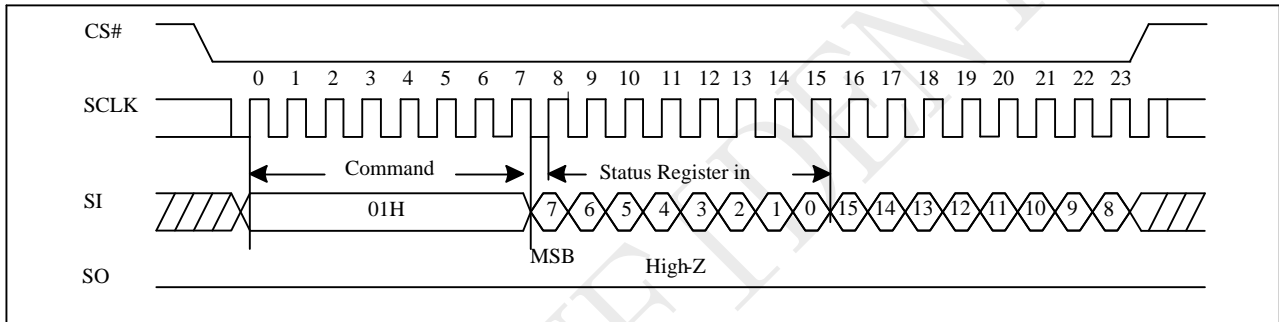 CS#
0 1 2 3 4 5 6 7 8 9 10 11 12 13 14 15 16 17 18 19 20 21 22 23
SCLK
Command Status Register in
SI 01H 7 6 5 4 3 2 1 0 15 14 13 12 11 10 9 8
MSB High-Z
SO